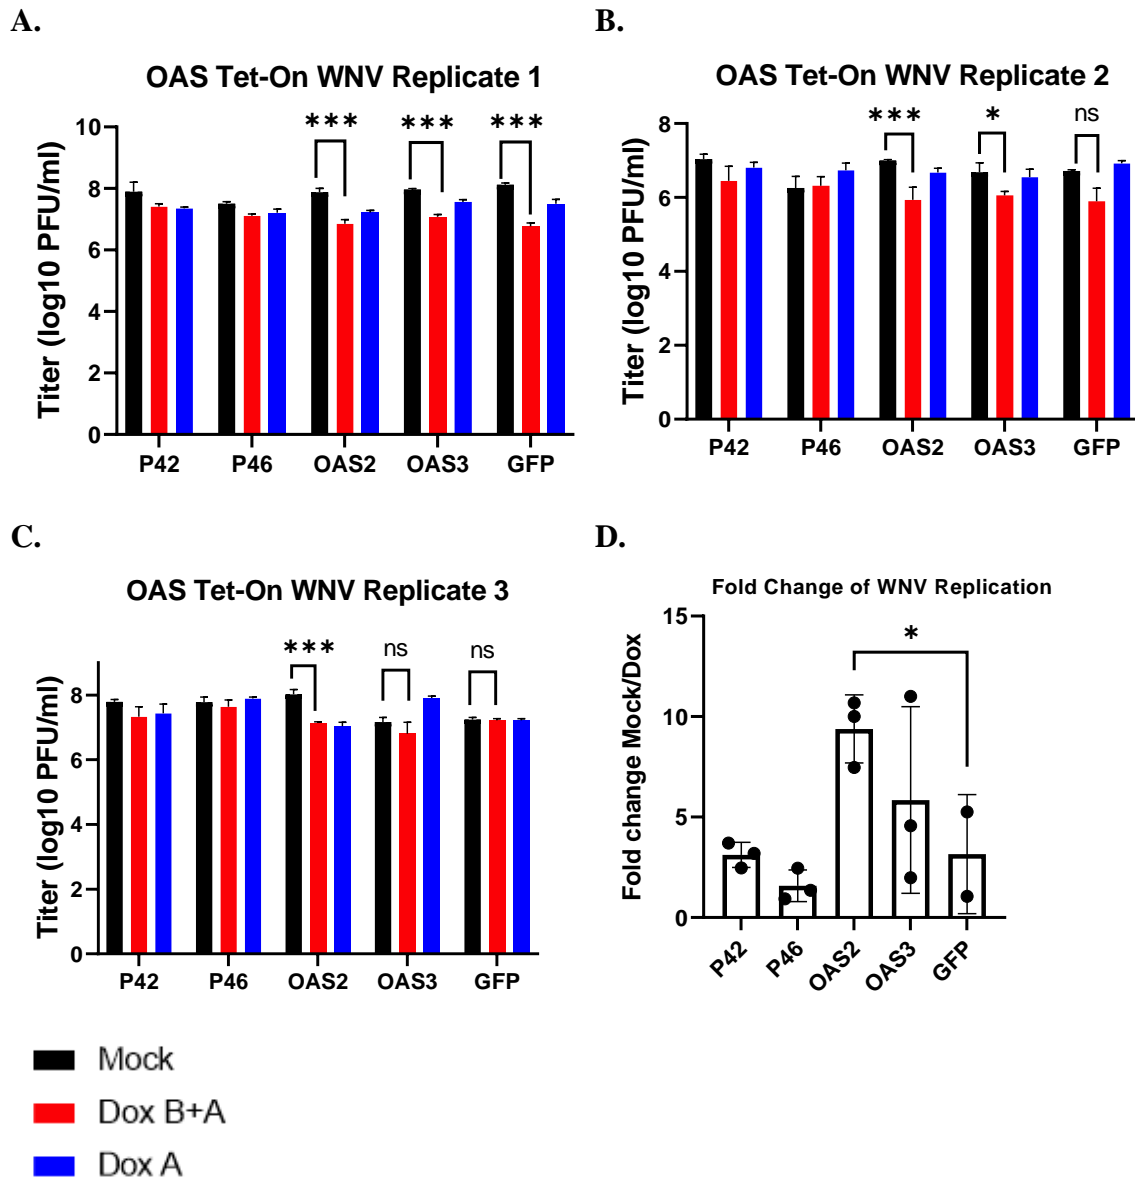 A.
OAS Tet-On WNV Replicate 1
Titer (log10 PFU/ml)
10
8
6
4
2
0
*** *** ***
P42 P46 OAS2 OAS3 GFP
B.
OAS Tet-On WNV Replicate 2
Titer (log10 PFU/ml)
8
6
4
2
0
*** * ns
P42 P46 OAS2 OAS3 GFP
C.
OAS Tet-On WNV Replicate 3
Titer (log10 PFU/ml)
8
6
4
2
0
*** ns ns
P42 P46 OAS2 OAS3 GFP
D.
Fold Change of WNV Replication
Fold change Mock/Dox
15
10
5
0
*
P42 P46 OAS2 OAS3 GFP
Mock
Dox B+A
Dox A